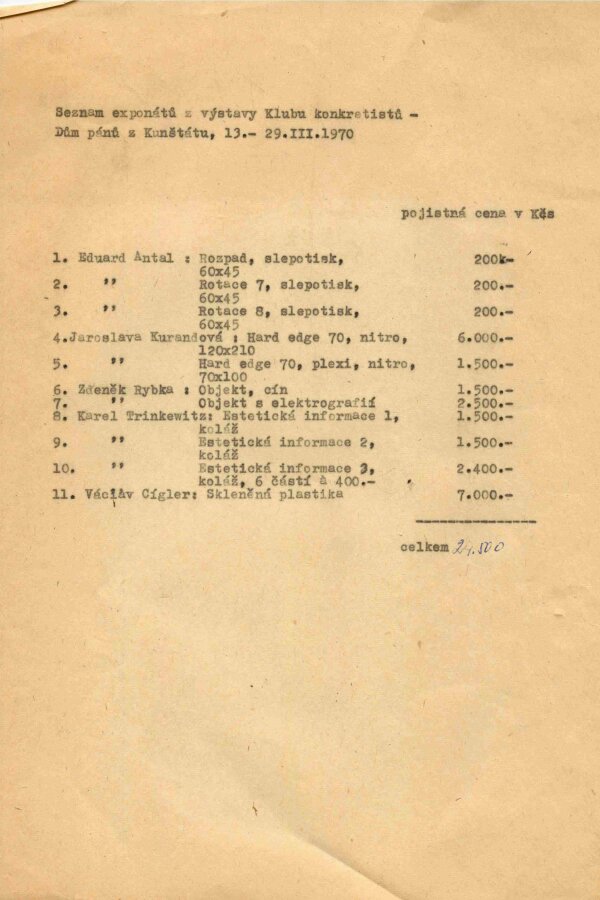 Seznam exponátů z výstavy Klubu konkretistů -
Dům pánů z Kunštátu, 13.- 29.III.1970
pojistná cena v Kčs
1. Eduard Antal : Rozpad, slepotisk, 200k-
60x45
2. ’’ Rotace 7, slepotisk, 200.-
60x45
3. ’’ Rotace 8, slepotisk, 200.-
60x45
4.Jaroslava Kurandová : Hard edge 70, nitro, 6.000.-
120x210
5. ’’ Hard edge 70, plexi, nitro, 1.500.-
70x100
6. Zdeněk Rybka : Objekt, cín 1.500.-
7. ’’ Objekt s elektrografií 2.500.-
8. Karel Trinkewitz: Estetická informace 1, 1.500.-
koláž
9. ’’ Estetická informace 2, 1.500.-
koláž
10. ’’ Estetická informace 3, 2.400.-
koláž, 6 částí à 400.-
11. Václav Cígler: Skleněná plastika 7.000.-
celkem 24.500